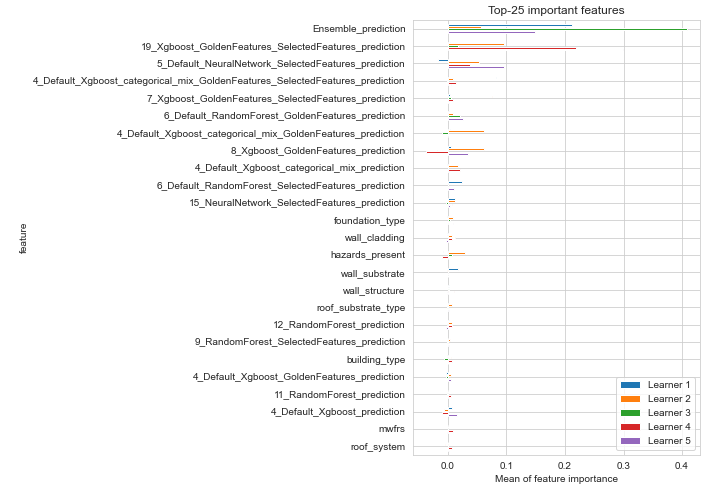 Top-25 important features
Ensemble_prediction
19_Xgboost_GoldenFeatures_SelectedFeatures_prediction
5_Default_NeuralNetwork_SelectedFeatures_prediction
4_Default_Xgboost_categorical_mix_GoldenFeatures_SelectedFeatures_prediction
7_Xgboost_GoldenFeatures_SelectedFeatures_prediction
6_Default_RandomForest_GoldenFeatures_prediction
4_Default_Xgboost_categorical_mix_GoldenFeatures_prediction
8_Xgboost_GoldenFeatures_prediction
4_Default_Xgboost_categorical_mix_prediction
6_Default_RandomForest_SelectedFeatures_prediction
15_NeuralNetwork_SelectedFeatures_prediction
foundation_type
wall_cladding
hazards_present
wall_substrate
wall_structure
roof_substrate_type
12_RandomForest_prediction
9_RandomForest_SelectedFeatures_prediction
building_type
4_Default_Xgboost_GoldenFeatures_prediction
11_RandomForest_prediction
4_Default_Xgboost_prediction
mwfrs
roof_system
feature
Learner 1
Learner 2
Learner 3
Learner 4
Learner 5
0.0 0.1 0.2 0.3 0.4
Mean of feature importance